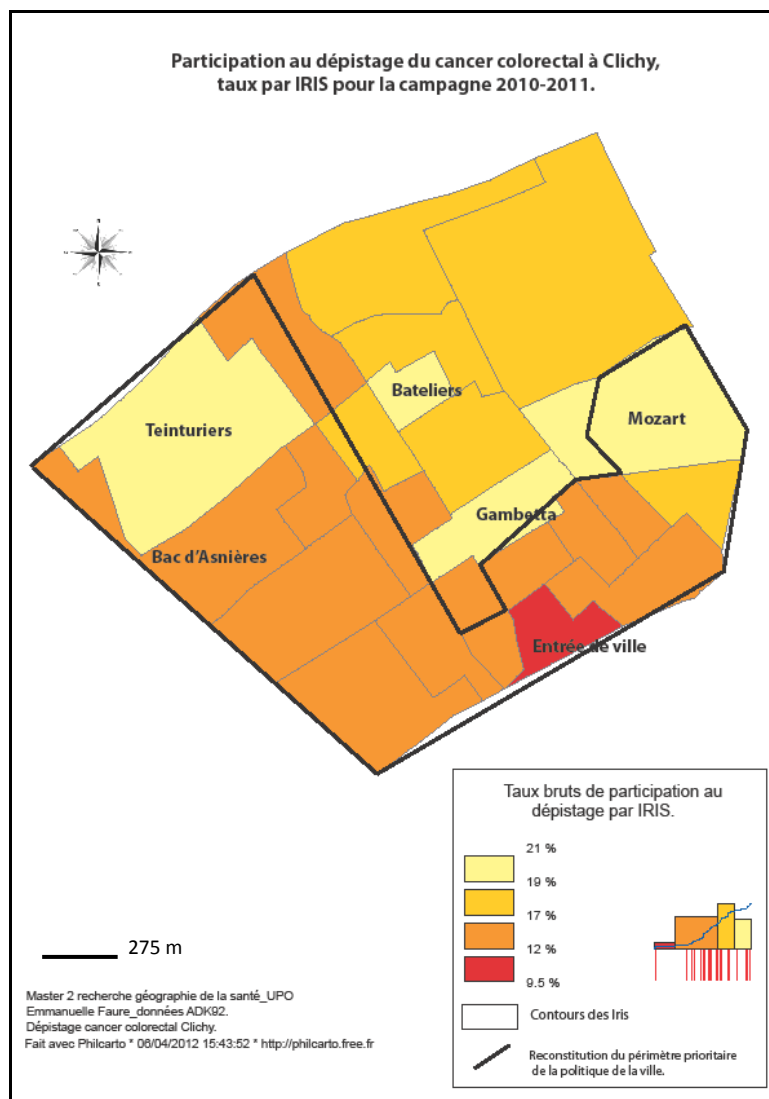 Participation au dépistage du cancer colorectal à Clichy,
taux par IRIS pour la campagne 2010-2011.
Bateliers
Mozart
Teinturiers
Gambetta
Bac d'Asnières
Entrée de ville
Taux bruts de participation au
dépistage par IRIS.
21 %
19 %
17 %
12 %
9.5 %
Contours des Iris
Reconstitution du périmètre prioritaire
de la politique de la ville.
275 m
Master 2 recherche géographie de la santé_UPO
Emmanuelle Faure_données ADK92.
Dépistage cancer colorectal Clichy.
Fait avec Philcarto * 06/04/2012 15:43:52 * http://philcarto.free.fr